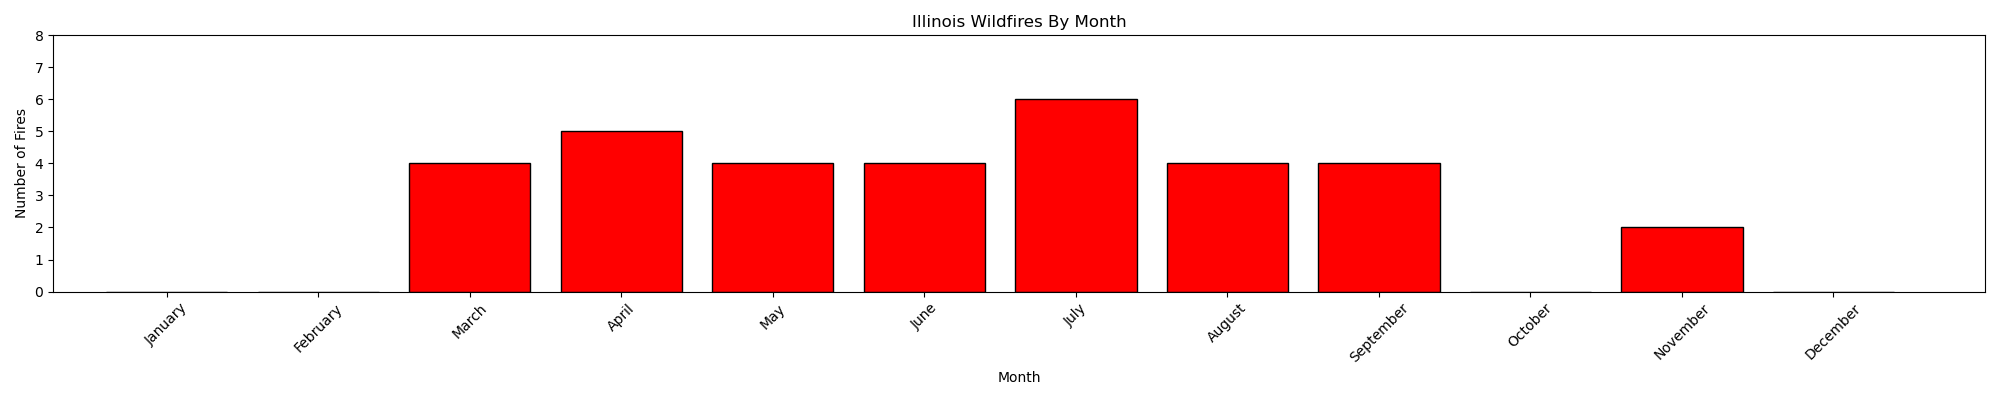 Illinois Wildfires By Month
Number of Fires
8
7
6
5
4
3
2
1
0
January
February
March
April
May
June
July
August
September
October
November
December
Month